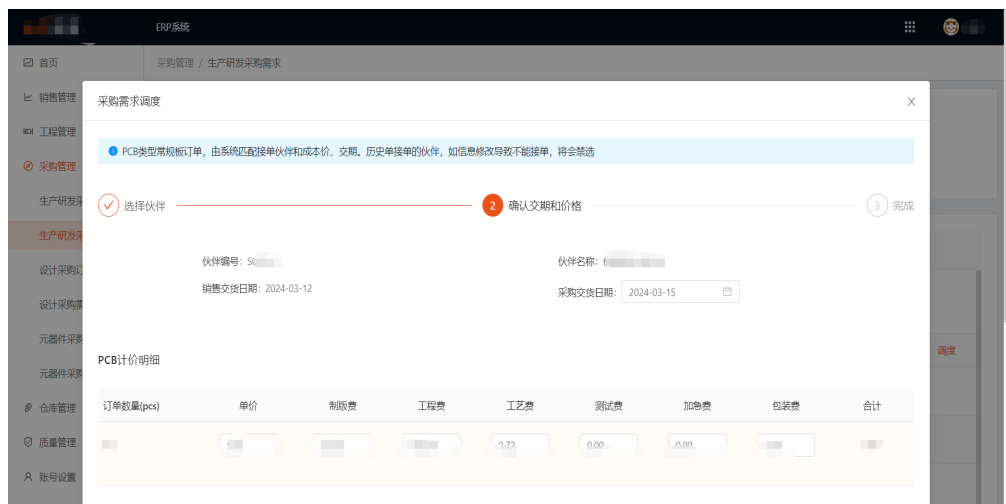 ERP系统
首页
采购管理 / 生产研发采购需求
销售管理
工程管理
采购管理
生产研发采
生产研发采
设计采购订
设计采购需
元器件采购
元器件采购
仓库管理
质量管理
账号设置
采购需求调度
X
PCB类型常规板订单，由系统匹配接单伙伴和成本价、交期。历史单接单的伙伴，如信息修改导致不能接单，将会禁选
选择伙伴
2 确认交期和价格
3 完成
伙伴编号：
伙伴名称：
销售交货日期：2024-03-12
采购交货日期： 2024-03-15
PCB计价明细
调度
订单数量(pcs) 单价 制版费 工程费 工艺费 测试费 加急费 包装费 合计
2.72 0.00 0.00